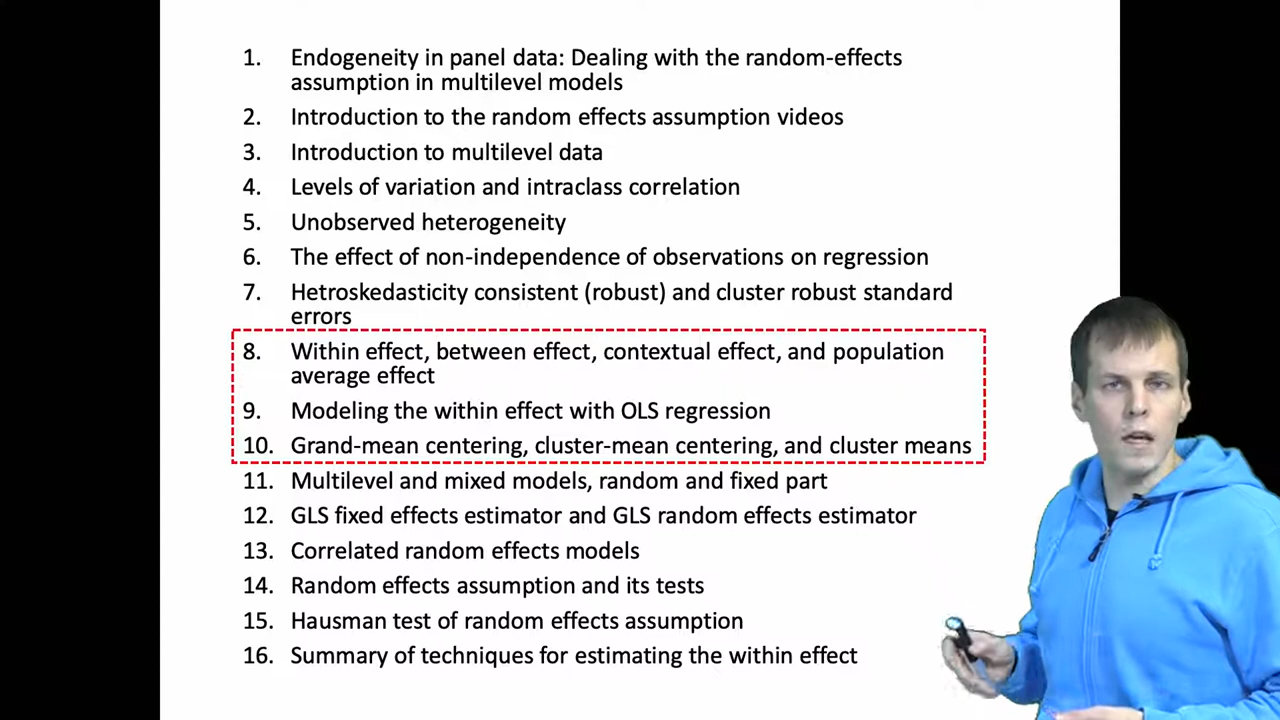 1. Endogeneity in panel data: Dealing with the random-effects
assumption in multilevel models
2. Introduction to the random effects assumption videos
3. Introduction to multilevel data
4. Levels of variation and intraclass correlation
5. Unobserved heterogeneity
6. The effect of non-independence of observations on regression
7. Hetroskedasticity consistent (robust) and cluster robust standard
errors
8. Within effect, between effect, contextual effect, and population
average effect
9. Modeling the within effect with OLS regression
10. Grand-mean centering, cluster-mean centering, and cluster means
11. Multilevel and mixed models, random and fixed part
12. GLS fixed effects estimator and GLS random effects estimator
13. Correlated random effects models
14. Random effects assumption and its tests
15. Hausman test of random effects assumption
16. Summary of techniques for estimating the within effect